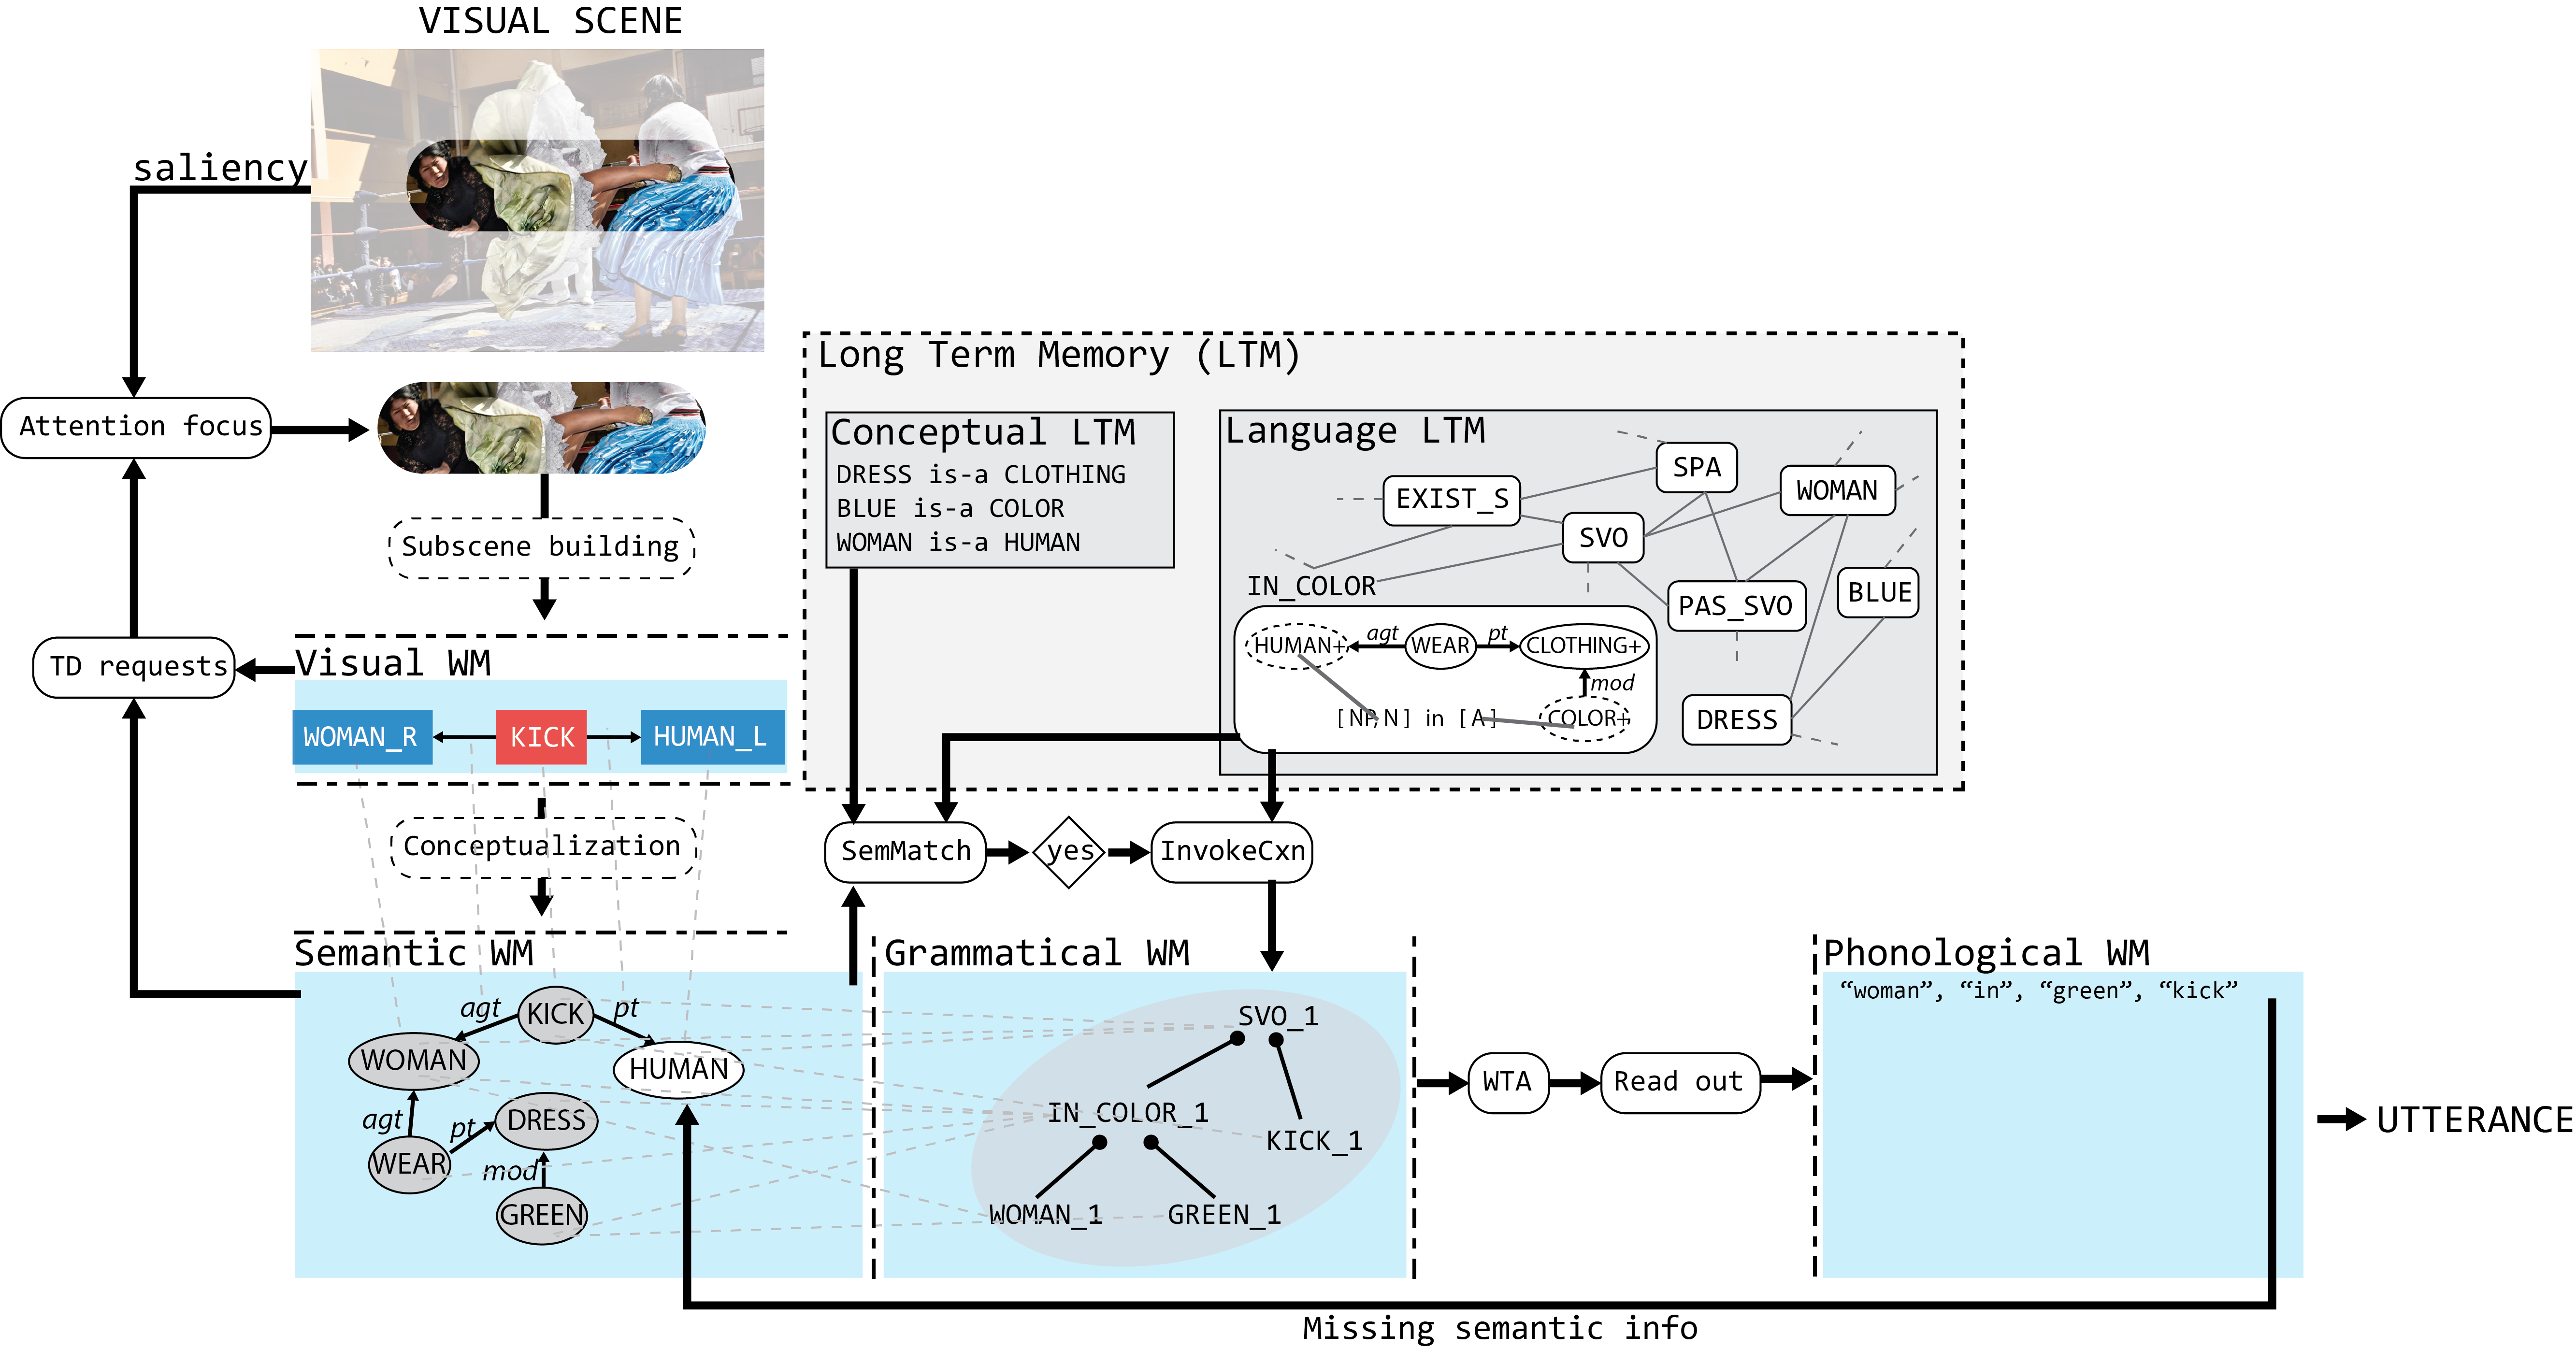 VISUAL SCENE
saliency
Attention focus
Subscene building
TD requests
Visual WM
WOMAN_R
KICK
HUMAN_L
Conceptualization
Long Term Memory (LTM)
Conceptual LTM
DRESS is-a CLOTHING
BLUE is-a COLOR
WOMAN is-a HUMAN
Language LTM
SPA
WOMAN
EXIST_S
SVO
IN_COLOR
PAS_SVO
BLUE
HUMAN+
agt
WEAR
pt
CLOTHING+
mod
[NP,N] in [A]
COLOR+
DRESS
SemMatch
yes
InvokeCxn
Semantic WM
agt
KICK
pt
WOMAN
HUMAN
agt
pt
DRESS
WEAR
mod
GREEN
Grammatical WM
SVO_1
IN_COLOR_1
KICK_1
WOMAN_1
GREEN_1
WTA
Read out
Phonological WM
“woman”, “in”, “green”, “kick”
UTTERANCE
Missing semantic info